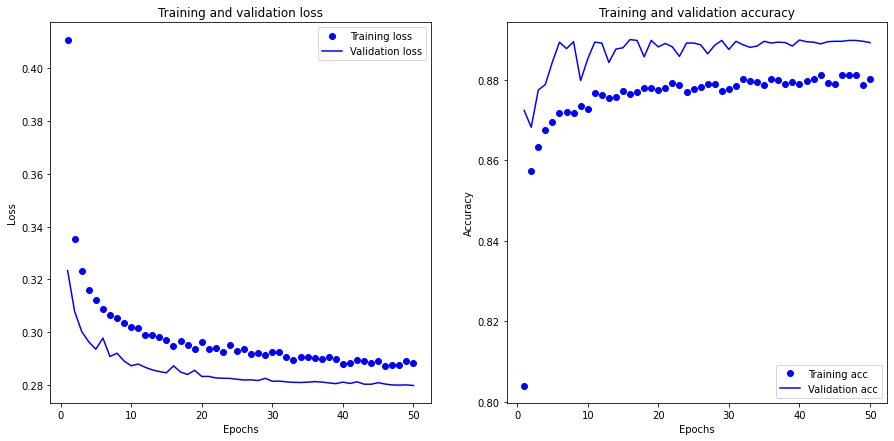 Training and validation loss
Training loss
Validation loss
0.40
0.38
0.36
0.34
0.32
0.30
0.28
Loss
0
10
20
30
40
50
Epochs
Training and validation accuracy
0.88
0.86
0.84
0.82
0.80
Accuracy
Training acc
Validation acc
0
10
20
30
40
50
Epochs